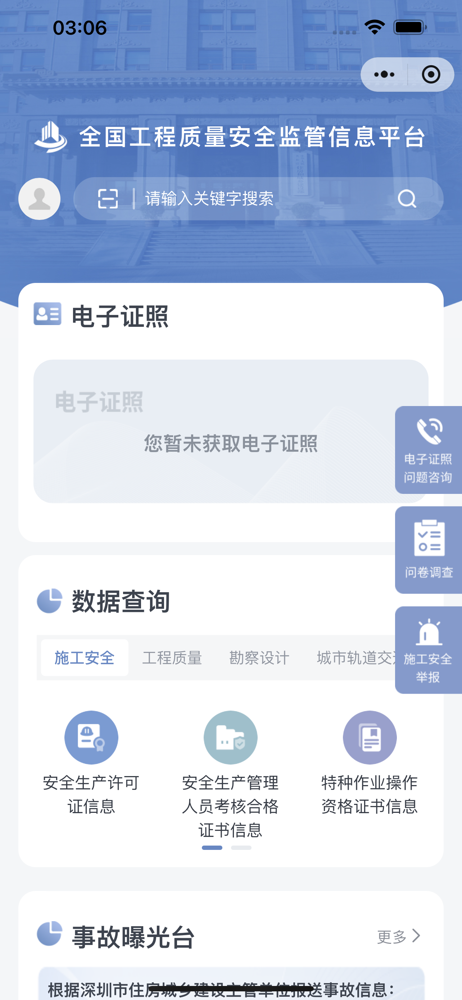 03:06
全国工程质量安全监管信息平台
请输入关键字搜索
电子证照
电子证照
您暂未获取电子证照
电子证照
问题咨询
问卷调查
数据查询
施工安全
工程质量
勘察设计
城市轨道交
施工安全
举报
安全生产许可
证信息
安全生产管理
人员考核合格
证书信息
特种作业操作
资格证书信息
事故曝光台
更多
根据深圳市住房城乡建设主管单位报送事故信息：